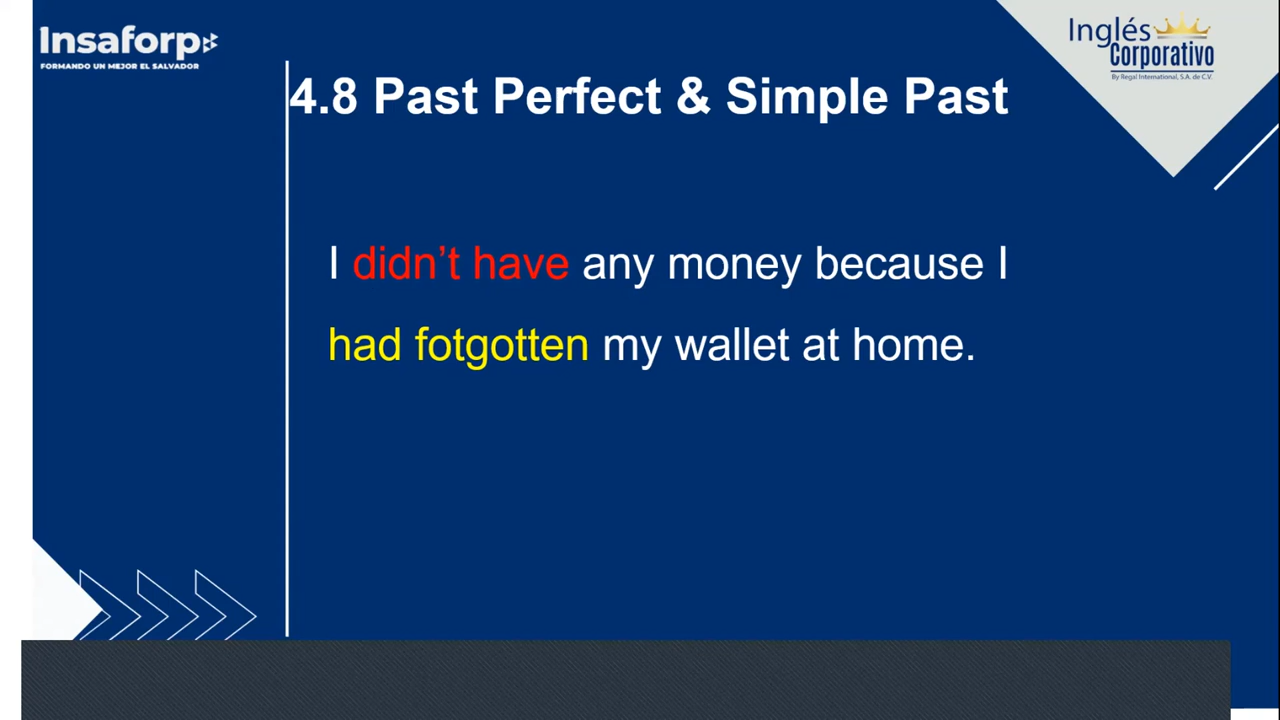 Insaforp
FORMANDO UN MEJOR EL SALVADOR
Inglés
Corporativo
By Regal International, S.A. de C.V.
4.8 Past Perfect & Simple Past
I didn’t have any money because I
had fotgotten my wallet at home.